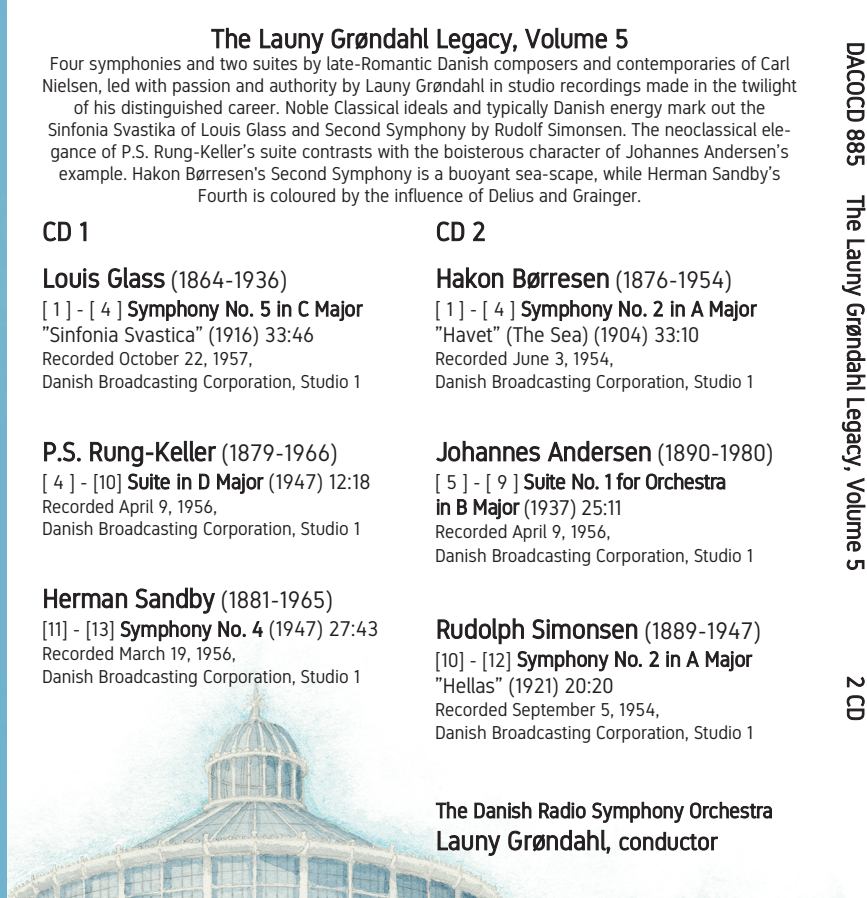 The Launy Grøndahl Legacy, Volume 5
Four symphonies and two suites by late-Romantic Danish composers and contemporaries of Carl
Nielsen, led with passion and authority by Launy Grøndahl in studio recordings made in the twilight
of his distinguished career. Noble Classical ideals and typically Danish energy mark out the
Sinfonia Svastika of Louis Glass and Second Symphony by Rudolf Simonsen. The neoclassical ele-
gance of P.S. Rung-Keller's suite contrasts with the boisterous character of Johannes Andersen's
example. Hakon Børresen's Second Symphony is a buoyant sea-scape, while Herman Sandby's
Fourth is coloured by the influence of Delius and Grainger.
CD 1
Louis Glass (1864-1936)
[ 1 ] - [ 4 ] Symphony No. 5 in C Major
”Sinfonia Svastica” (1916) 33:46
Recorded October 22, 1957,
Danish Broadcasting Corporation, Studio 1
P.S. Rung-Keller (1879-1966)
[ 4 ] - [10] Suite in D Major (1947) 12:18
Recorded April 9, 1956,
Danish Broadcasting Corporation, Studio 1
Herman Sandby (1881-1965)
[11] - [13] Symphony No. 4 (1947) 27:43
Recorded March 19, 1956,
Danish Broadcasting Corporation, Studio 1
CD 2
Hakon Børresen (1876-1954)
[ 1 ] - [ 4 ] Symphony No. 2 in A Major
”Havet” (The Sea) (1904) 33:10
Recorded June 3, 1954,
Danish Broadcasting Corporation, Studio 1
Johannes Andersen (1890-1980)
[ 5 ] - [ 9 ] Suite No. 1 for Orchestra
in B Major (1937) 25:11
Recorded April 9, 1956,
Danish Broadcasting Corporation, Studio 1
Rudolph Simonsen (1889-1947)
[10] - [12] Symphony No. 2 in A Major
”Hellas” (1921) 20:20
Recorded September 5, 1954,
Danish Broadcasting Corporation, Studio 1
The Danish Radio Symphony Orchestra
Launy Grøndahl, conductor
DACOCD 885 The Launy Grøndahl Legacy, Volume 5 2 CD